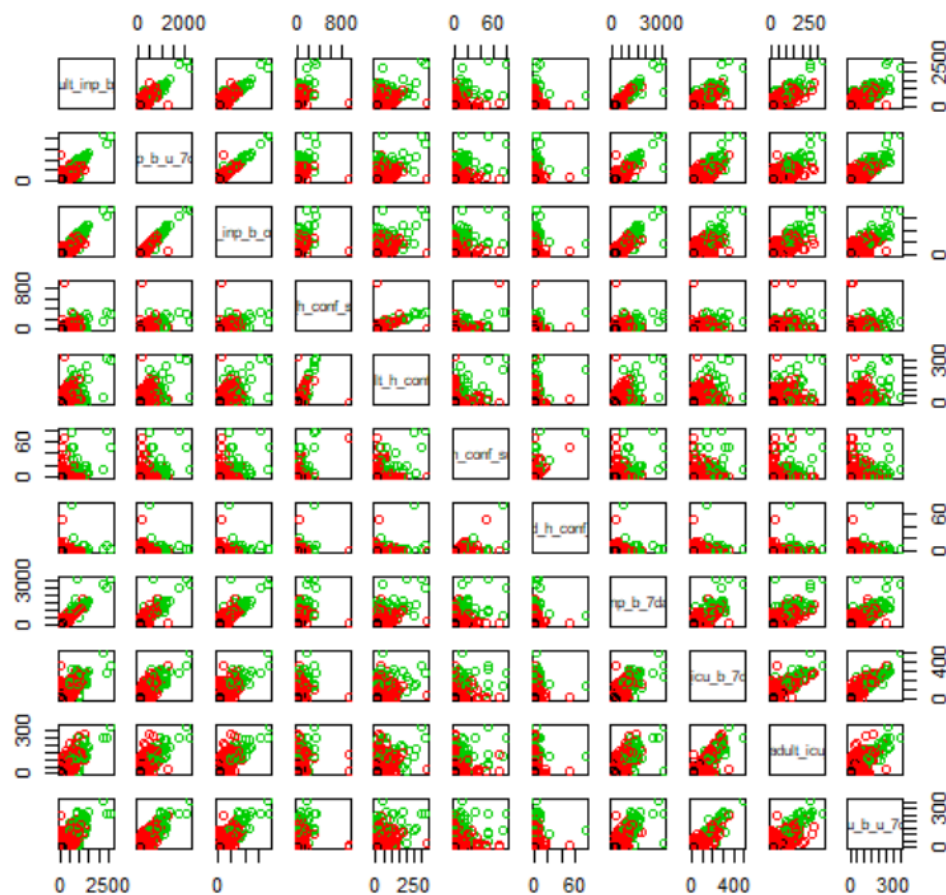 0 2000 0 800 0 60 0 3000 0 250
ult_inp_b 0 2500
0 p_b_u_7d
_inp_b_o 0
0 800 h_conf_s
lt_h_conf 0 300
0 60 h_conf_s
d_h_conf_ 0 60
0 3000 np_b_7da
icu_b_7d 0 400
0 300 adult_icu
u_b_u_7d 0 300
0 2500 0 0 250 0 60 0 400 0 300